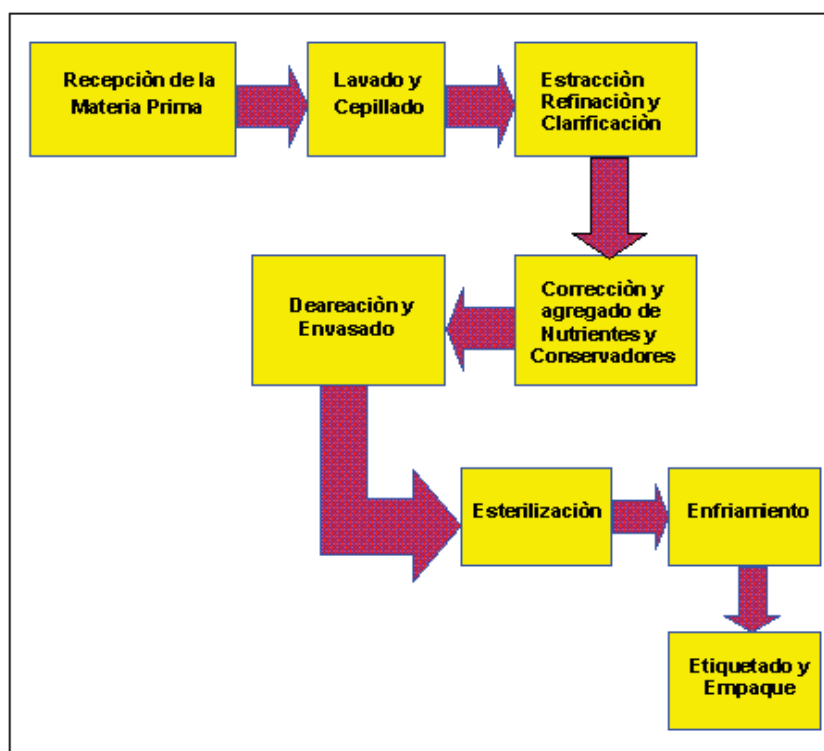 Recepciòn de la
Materia Prima
Lavado y
Cepillado
Estracciòn
Refinaciòn y
Clarificaciòn
Correcciòn y
agregado de
Nutrientes y
Conservadores
Deareaciòn y
Envasado
Esterilizaciòn
Enfriamiento
Etiquetado y
Empaque